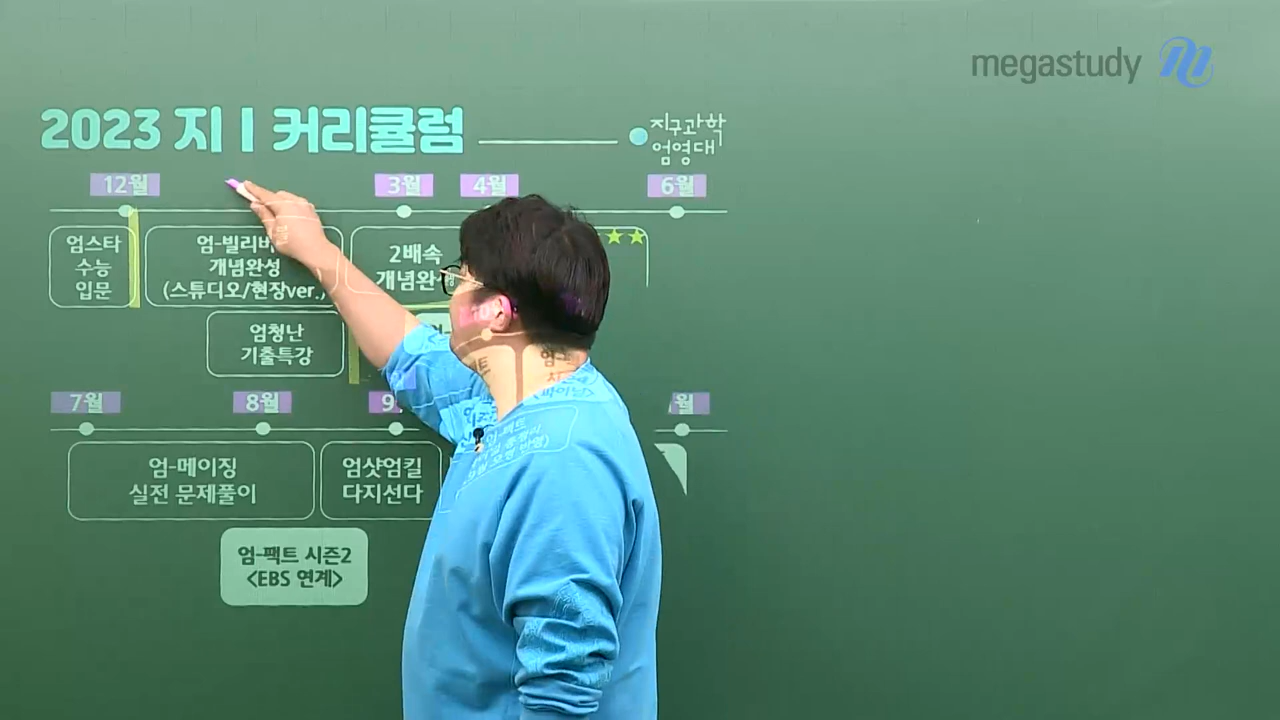 megastudy
2023 지Ⅰ 커리큘럼
지구과학
엄영대
12월
3월
4월
6월
엄스타
수능
입문
엄-빌리버
개념완성
(스튜디오/현장ver.)
2배속
개념완성
엄청난
기출특강
7월
8월
9
월
엄-메이징
실전 문제풀이
엄샷엄킬
다지선다
엄-팩트 시즌2
<EBS 연계>